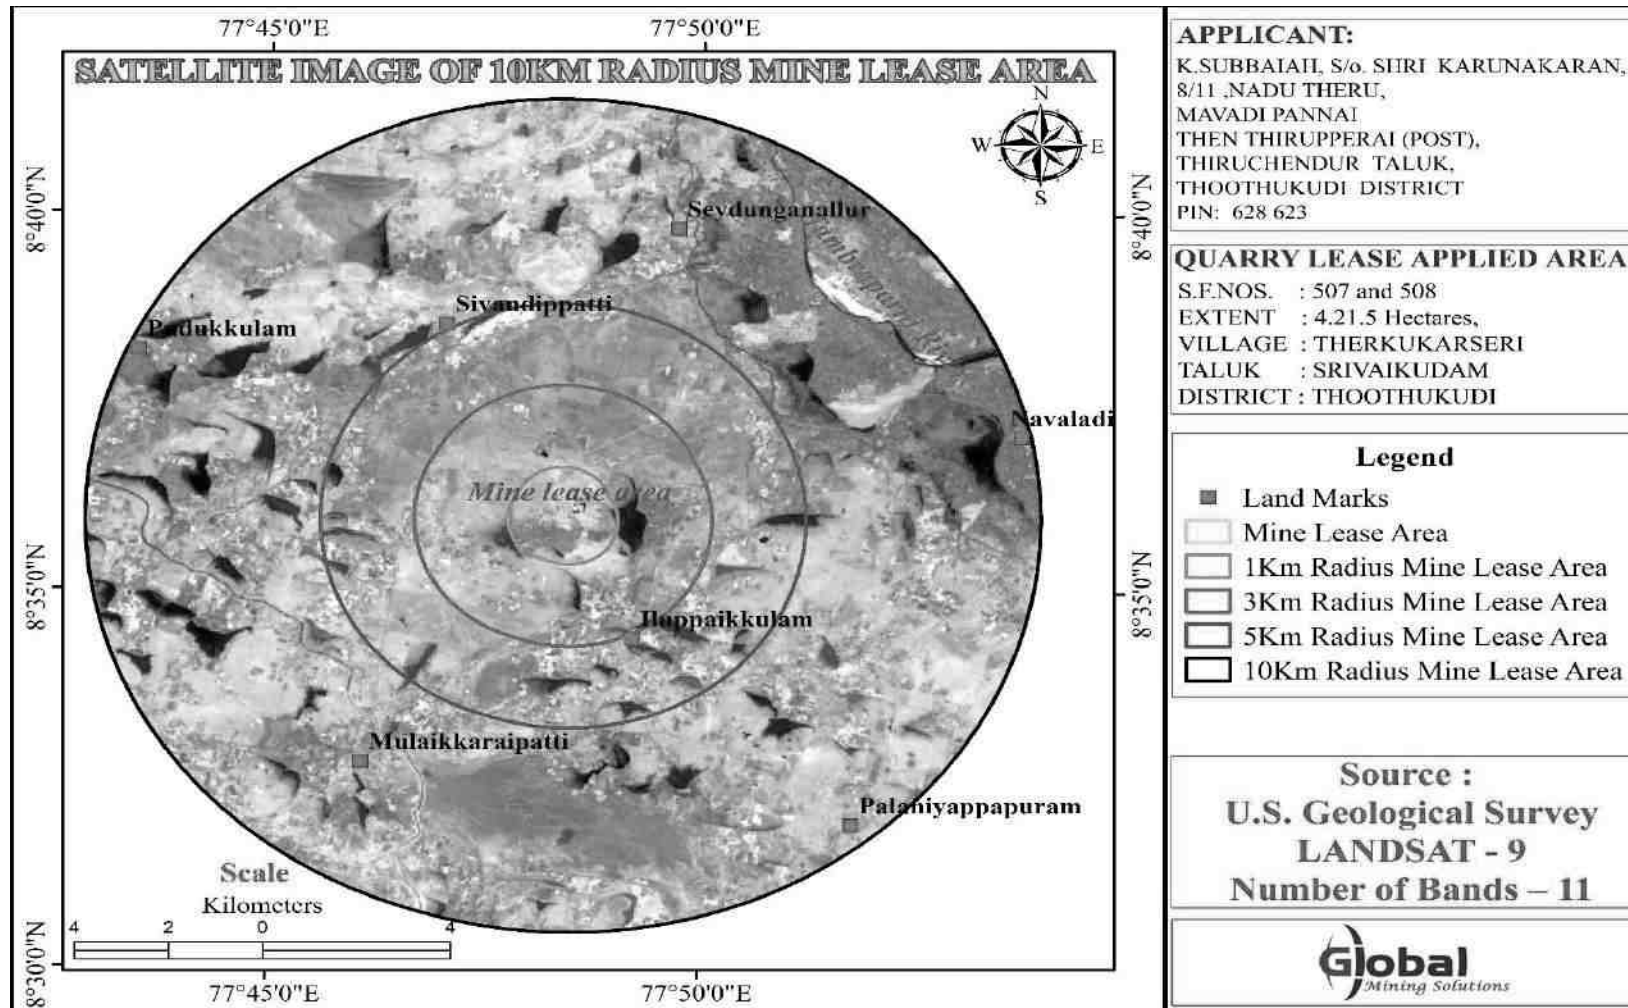 77°45'0"E
77°50'0"E
SATELLITE IMAGE OF 10KM RADIUS MINE LEASE AREA
N
W
E
S
8°40'0"N
8°40'0"N
Sevdunganallur
Sivandippatti
Pudukkulam
Navaladi
Mine lease area
8°35'0"N
8°35'0"N
Iluppaikkulam
Mulaikkaraipatti
Palaniyappapuram
Scale
Kilometers
4 2 0 4
8°30'0"N
77°45'0"E
77°50'0"E
APPLICANT:
K.SUBBAIAH, S/o. SHRI KARUNAKARAN,
8/11 ,NADU THERU,
MAVADI PANNAI
THEN THIRUPPERAI (POST),
THIRUCHENDUR TALUK,
THOOTHUKUDI DISTRICT
PIN: 628 623
QUARRY LEASE APPLIED AREA
S.F.NOS. : 507 and 508
EXTENT : 4.21.5 Hectares,
VILLAGE : THERKUKARSERI
TALUK : SRIVAIKUDAM
DISTRICT : THOOTHUKUDI
Legend
Land Marks
Mine Lease Area
1Km Radius Mine Lease Area
3Km Radius Mine Lease Area
5Km Radius Mine Lease Area
10Km Radius Mine Lease Area
Source :
U.S. Geological Survey
LANDSAT - 9
Number of Bands – 11
Global
Mining Solutions